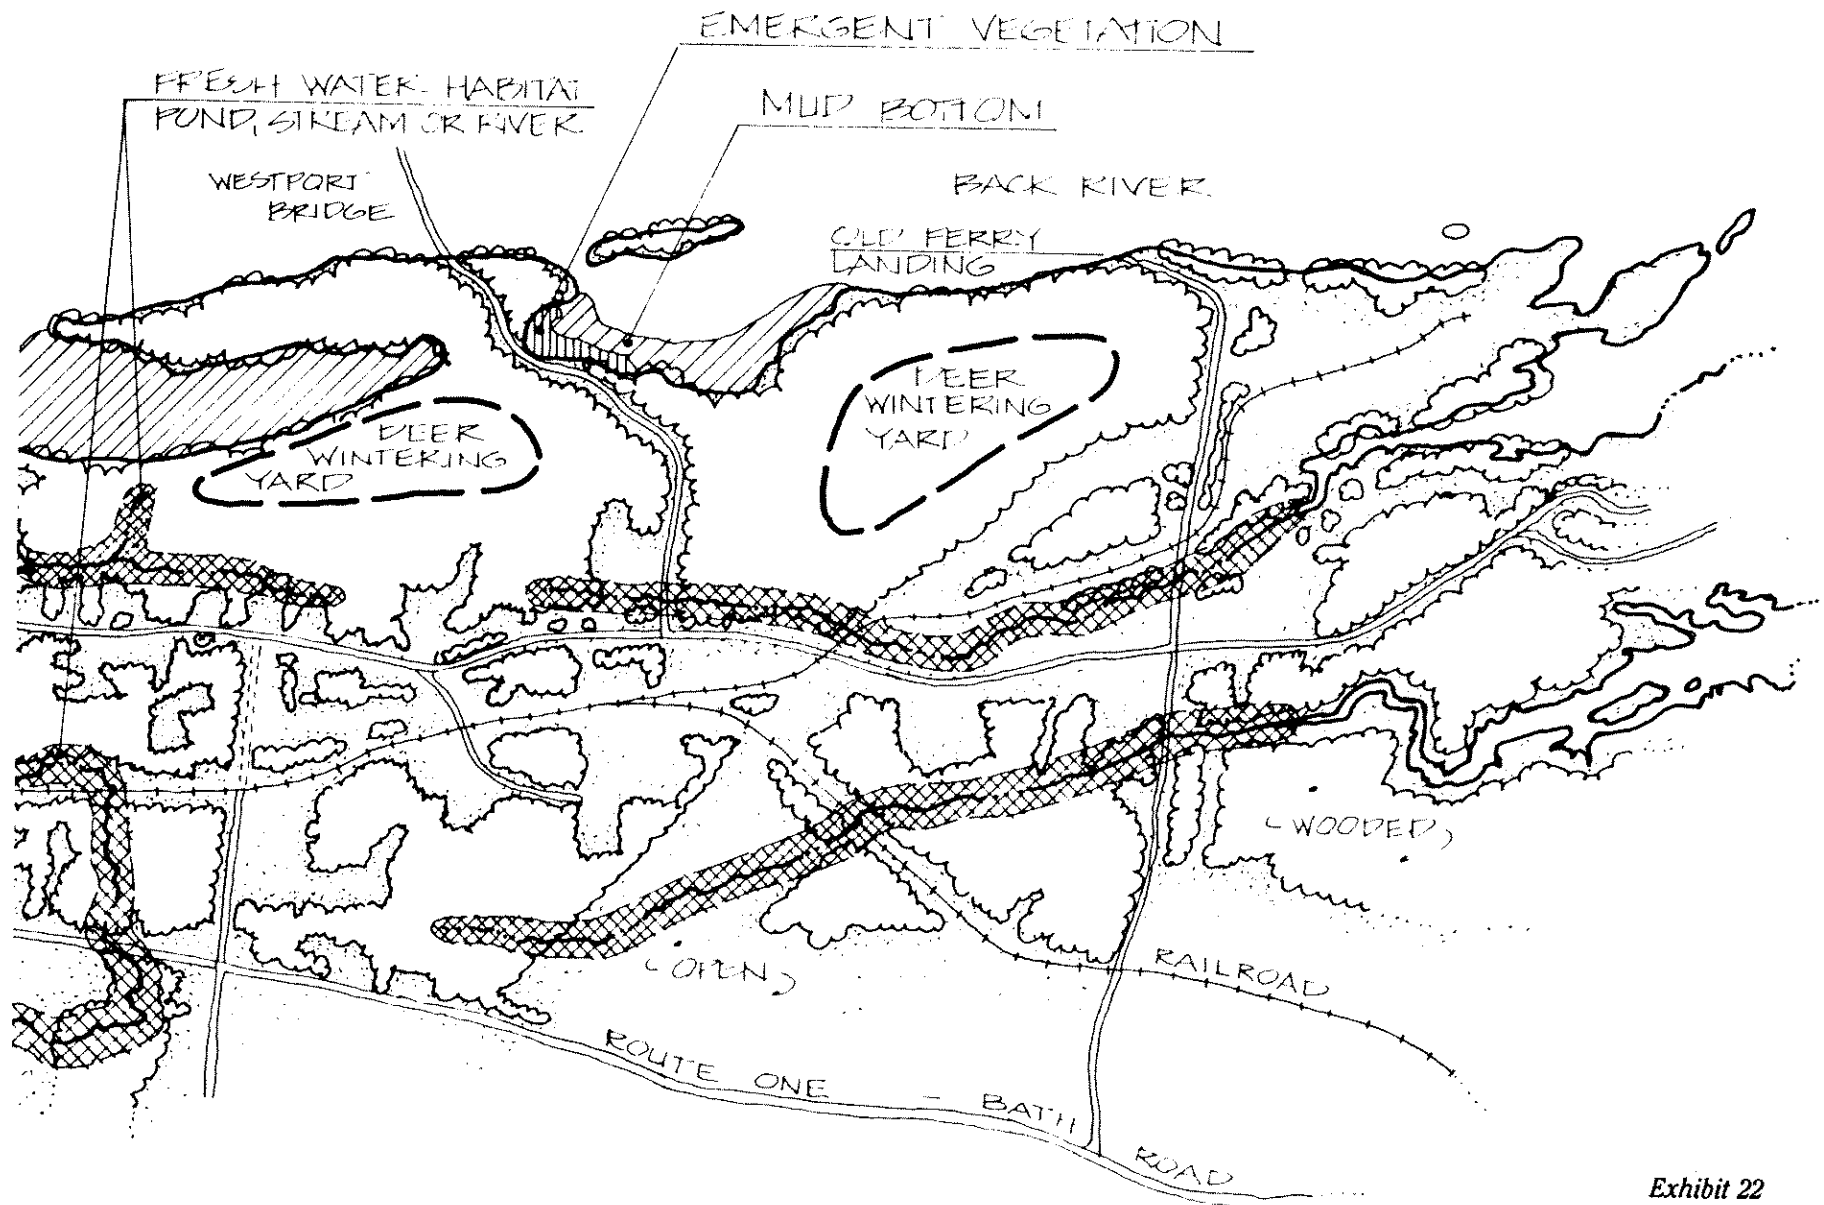 EMERGENT VEGETATION
FRESH WATER HABITAT
POND, STREAM OR RIVER
MUD BOTTOM
WESTPORT
BRIDGE
BACK RIVER
OLD FERRY
LANDING
DEER
WINTERING
YARD
DEER
WINTERING
YARD
(WOODED)
(OPEN)
RAILROAD
ROUTE ONE - BATH ROAD
Exhibit 22